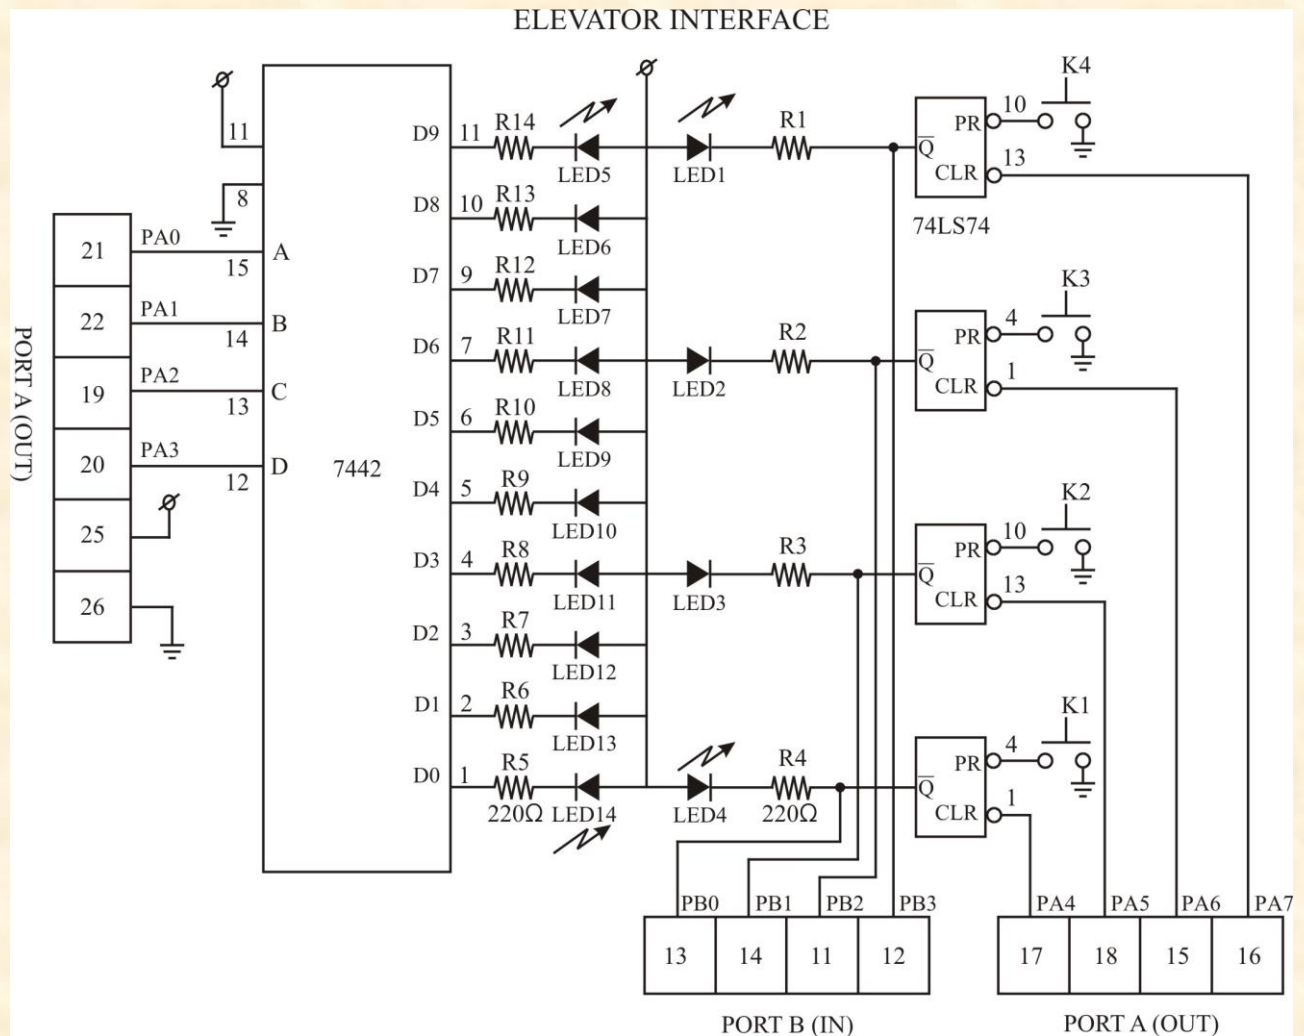 ELEVATOR INTERFACE
K4
11
D9 11 R14
LED5
LED1
R1
Q
PR 10
CLR 13
74LS74
8
D8 10 R13
LED6
21 PA0 15 A
D7 9 R12
LED7
K3
22 PA1 14 B
D6 7 R11
LED8
LED2
R2
Q
PR 4
CLR 1
19 PA2 13 C
D5 6 R10
LED9
PORT A (OUT)
20 PA3 12 D
7442
D4 5 R9
LED10
K2
25
D3 4 R8
LED11
LED3
R3
Q
PR 10
CLR 13
26
D2 3 R7
LED12
D1 2 R6
LED13
K1
D0 1 R5
220Ω LED14
LED4
R4
220Ω
Q
PR 4
CLR 1
PB0 PB1 PB2 PB3 PA4 PA5 PA6 PA7
13 14 11 12 17 18 15 16
PORT B (IN) PORT A (OUT)